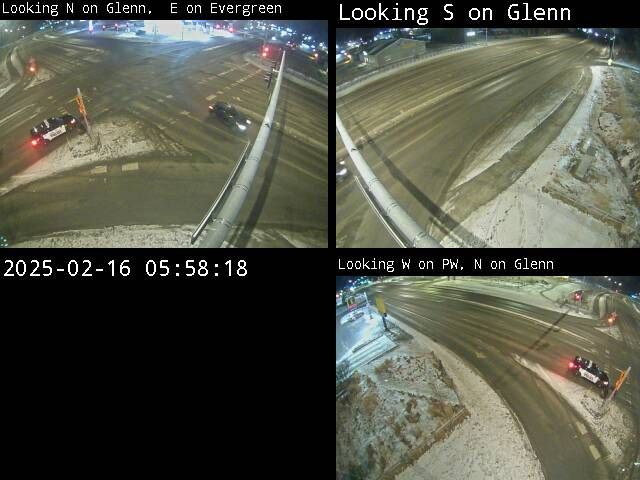 Looking N on Glenn, E on Evergreen
Looking S on Glenn
2025-02-16 05:58:18
Looking W on PW, N on Glenn